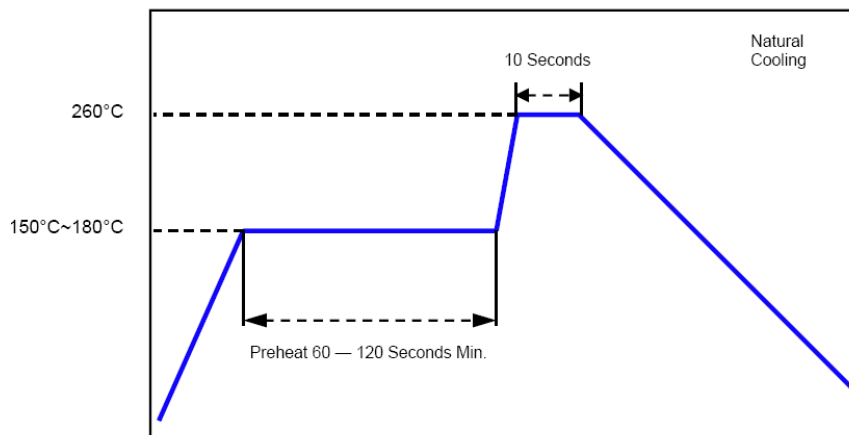 Natural
Cooling
10 Seconds
260°C
150°C~180°C
Preheat 60 — 120 Seconds Min.